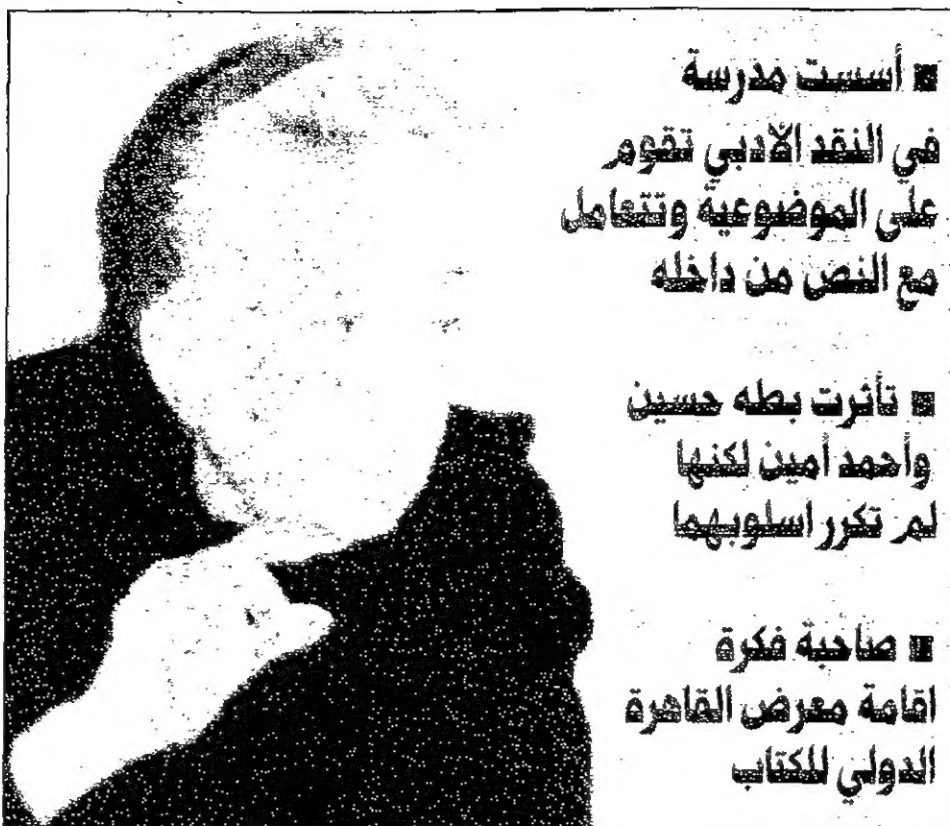 ■ أسست مدرسة
في النقد الأدبي تقوم
على الموضوعية وتتعامل
مع النص من داخله
■ تأثرت بطه حسين
وأحمد أمين لكنها
لم تكرر اسلوبهما
■ صاحبة فكرة
اقامة معرض القاهرة
الدولي للكتاب